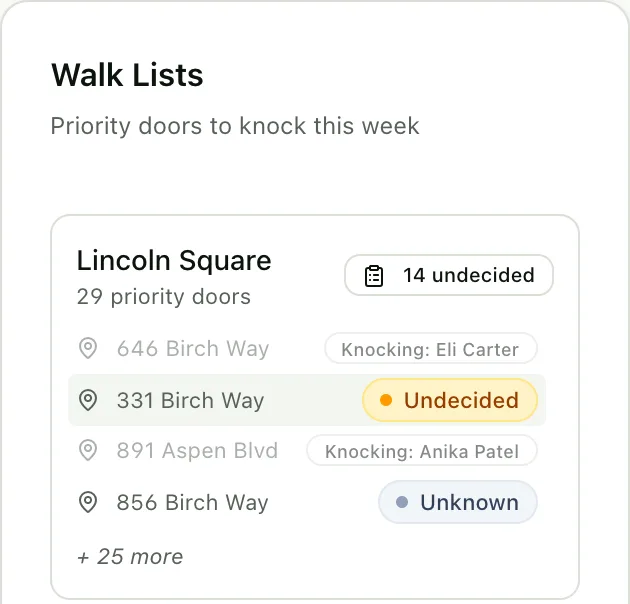 Walk Lists
Priority doors to knock this week
Lincoln Square
14 undecided
29 priority doors
646 Birch Way
Knocking: Eli Carter
331 Birch Way
Undecided
891 Aspen Blvd
Knocking: Anika Patel
856 Birch Way
Unknown
+ 25 more